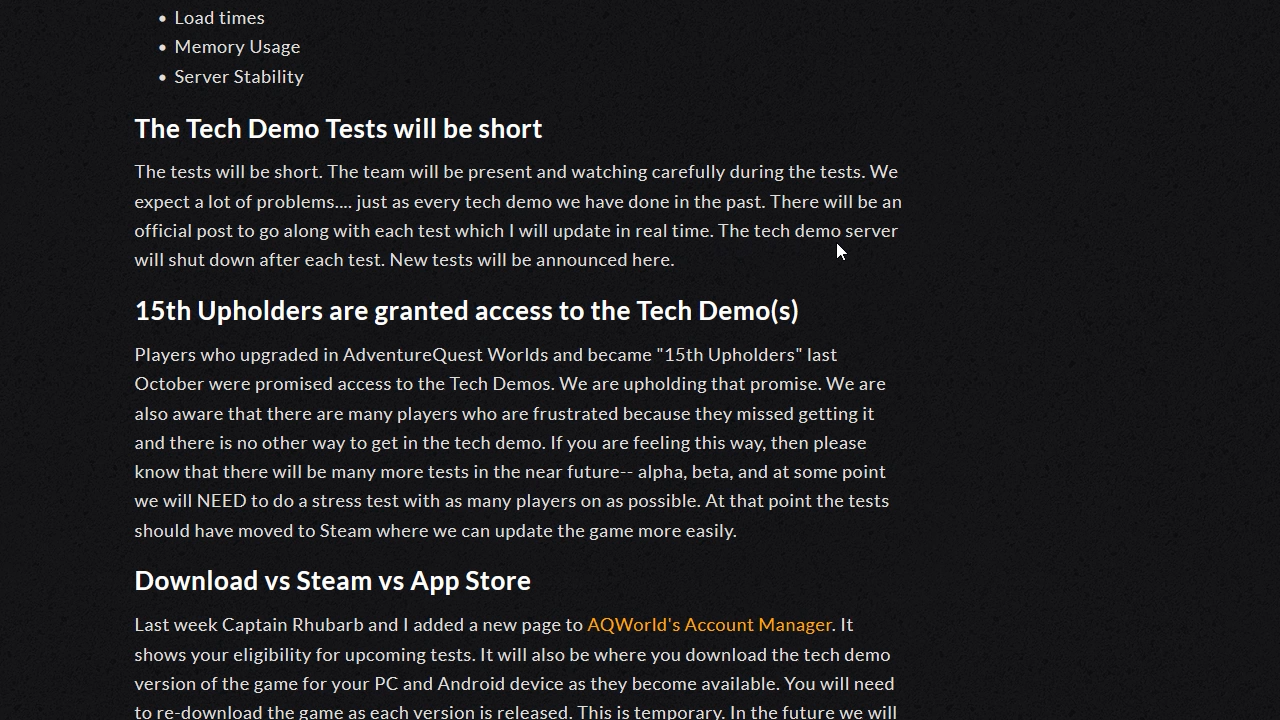 • Load times
• Memory Usage
• Server Stability
The Tech Demo Tests will be short
The tests will be short. The team will be present and watching carefully during the tests. We
expect a lot of problems.... just as every tech demo we have done in the past. There will be an
official post to go along with each test which I will update in real time. The tech demo server
will shut down after each test. New tests will be announced here.
15th Upholders are granted access to the Tech Demo(s)
Players who upgraded in AdventureQuest Worlds and became "15th Upholders" last
October were promised access to the Tech Demos. We are upholding that promise. We are
also aware that there are many players who are frustrated because they missed getting it
and there is no other way to get in the tech demo. If you are feeling this way, then please
know that there will be many more tests in the near future-- alpha, beta, and at some point
we will NEED to do a stress test with as many players on as possible. At that point the tests
should have moved to Steam where we can update the game more easily.
Download vs Steam vs App Store
Last week Captain Rhubarb and I added a new page to AQWorld's Account Manager. It
shows your eligibility for upcoming tests. It will also be where you download the tech demo
version of the game for your PC and Android device as they become available. You will need
to re-download the game as each version is released. This is temporary. In the future we will